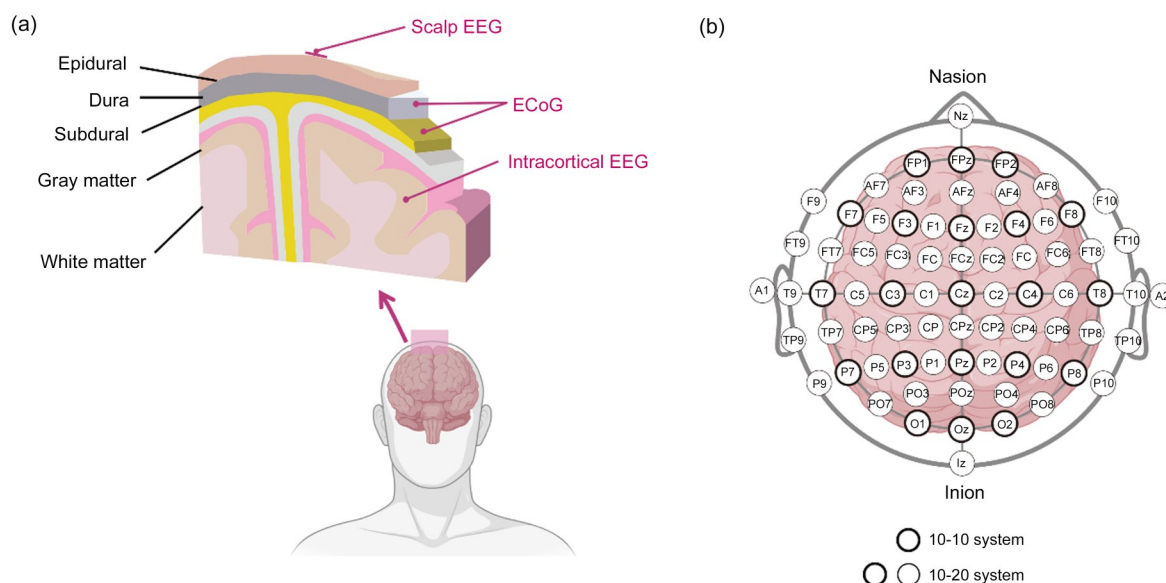 (a)
Scalp EEG
Epidural
Dura
Subdural
Gray matter
White matter
ECoG
Intracortical EEG
(b)
Nasion
Nz
FP1 FPz FP2
AF7 AF3 AFz AF4 AF8
F9 F7 F5 F3 F1 Fz F2 F4 F6 F8 F10
FT9 FT7 FC5 FC3 FC FCz FC2 FC FC6 FT8 FT10
A1 T9 T7 C5 C3 C1 Cz C2 C4 C6 T8 T10 A2
TP9 TP7 CP5 CP3 CP CPz CP2 CP4 CP6 TP8 TP10
P9 P7 P5 P3 P1 Pz P2 P4 P6 P8 P10
PO7 PO3 POz PO4 PO8
O1 Oz O2
Iz
Inion
10-10 system
10-20 system